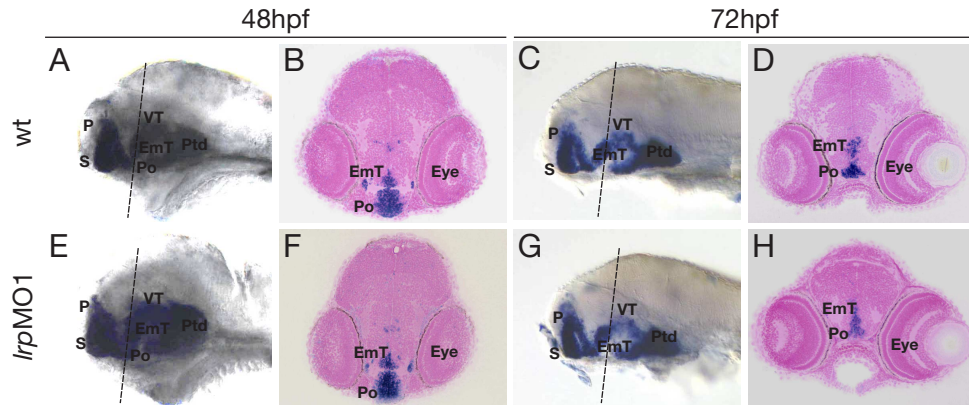 48hpf 72hpf
wt
A
P
S
VT
EmT
Po
Ptd
B
EmT
Po
Eye
C
P
S
VT
EmT
Ptd
D
EmT
Po
Eye
lrpMO1
E
P
S
VT
EmT
Po
Ptd
F
EmT
Po
Eye
G
P
S
VT
EmT
Ptd
H
EmT
Po
Eye